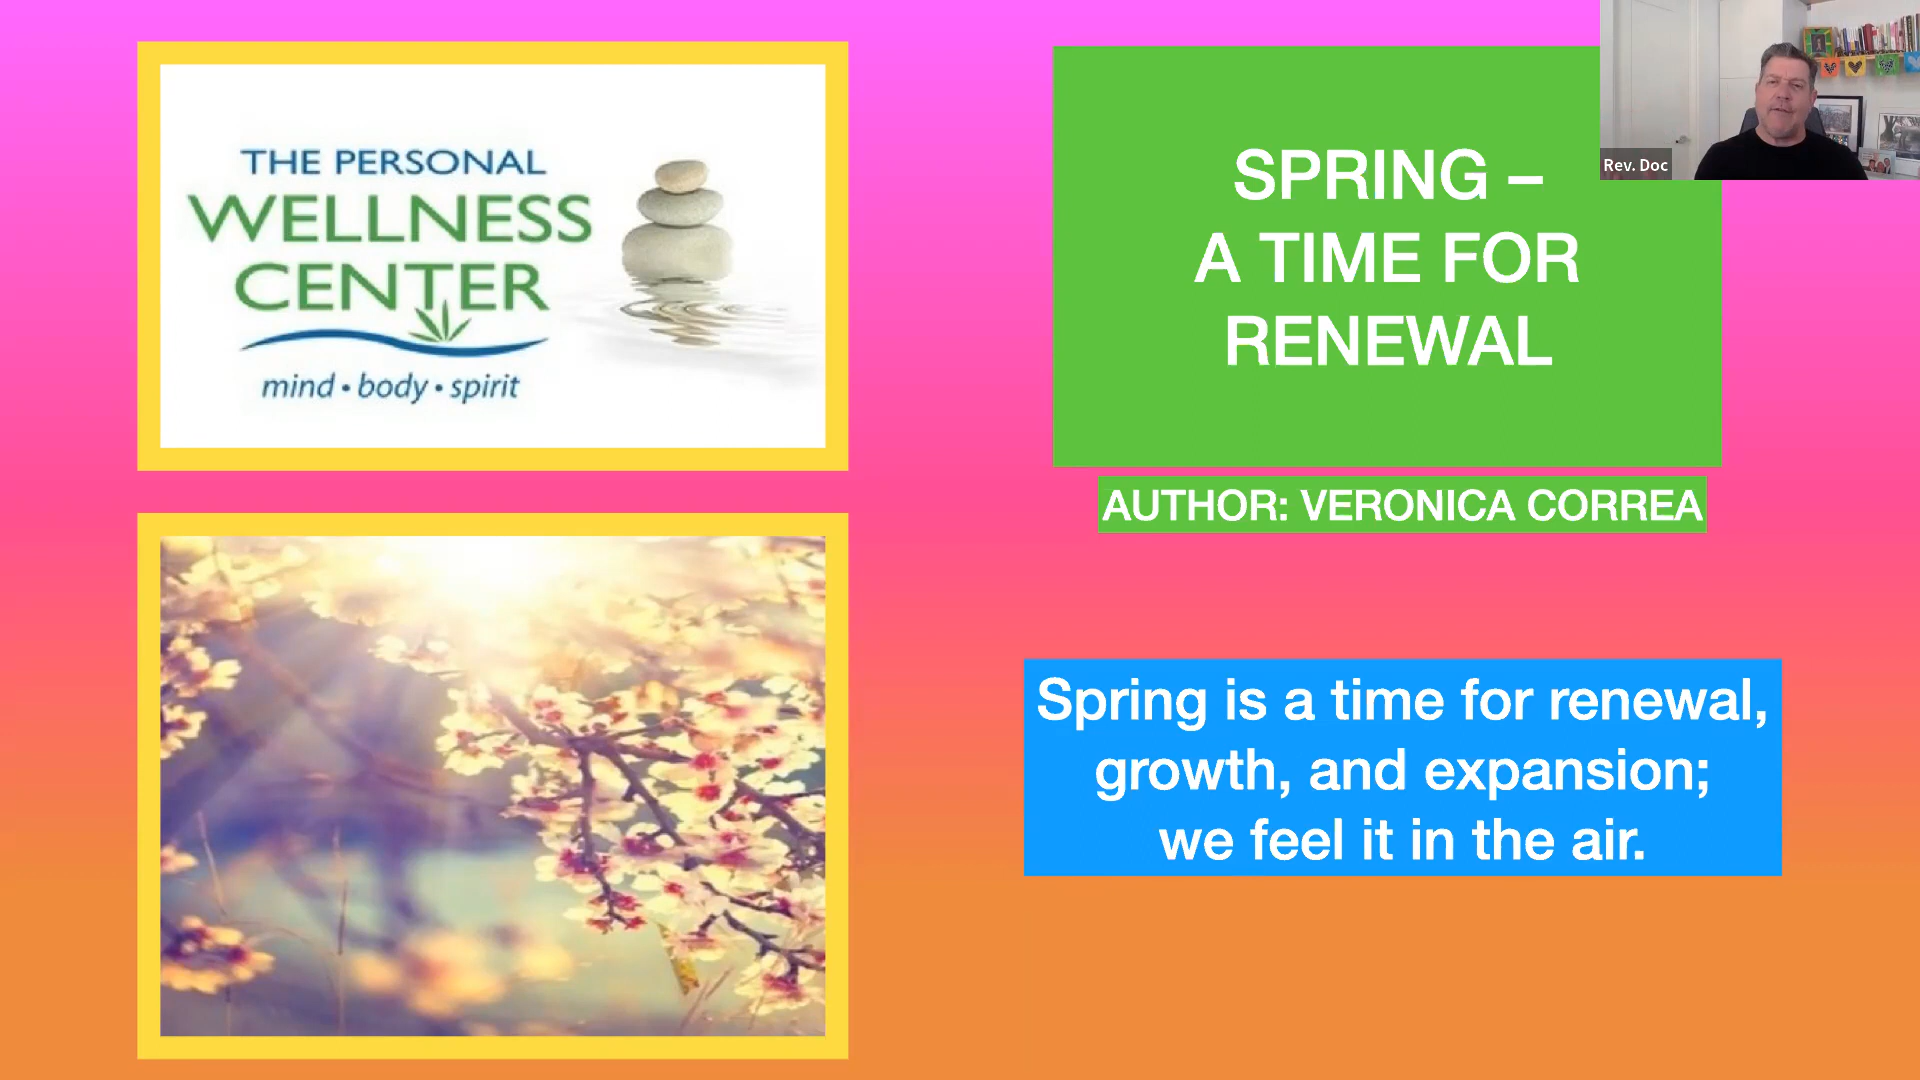 THE PERSONAL
WELLNESS
CENTER
mind • body • spirit
SPRING –
A TIME FOR
RENEWAL
Rev. Doc
AUTHOR: VERONICA CORREA
Spring is a time for renewal,
growth, and expansion;
we feel it in the air.